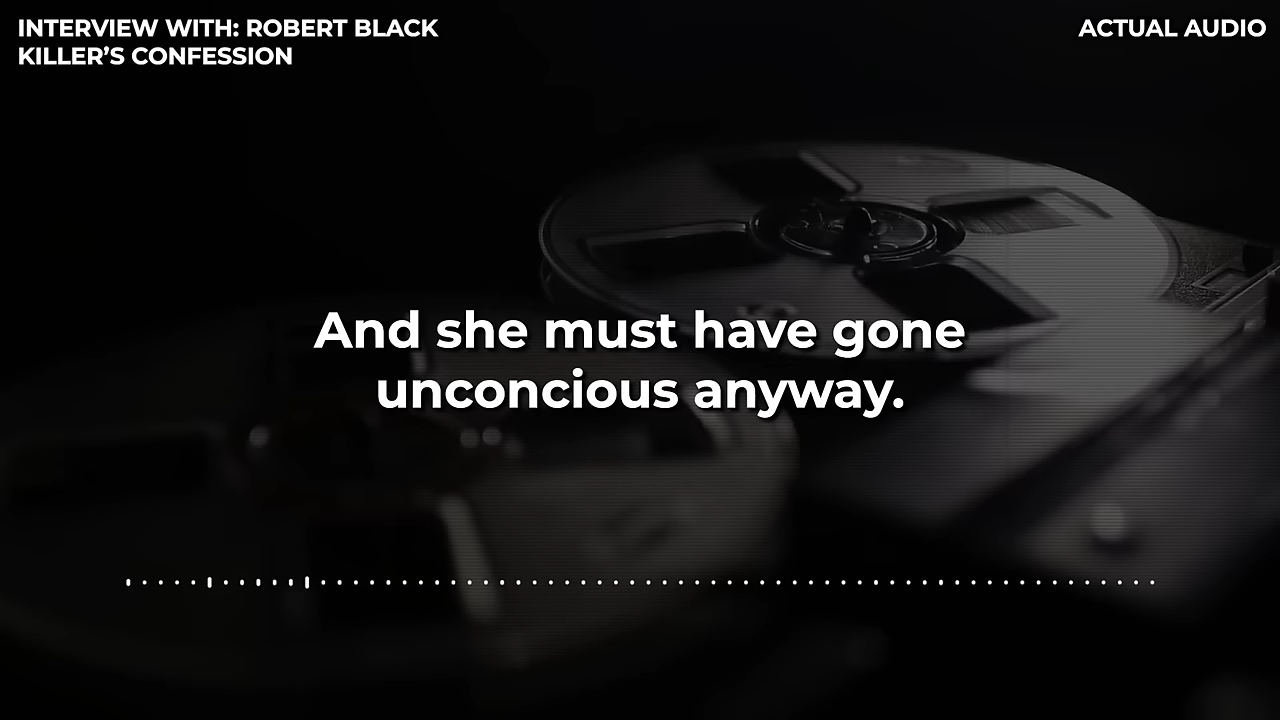 INTERVIEW WITH: ROBERT BLACK
KILLER’S CONFESSION
ACTUAL AUDIO
And she must have gone
unconcious anyway.